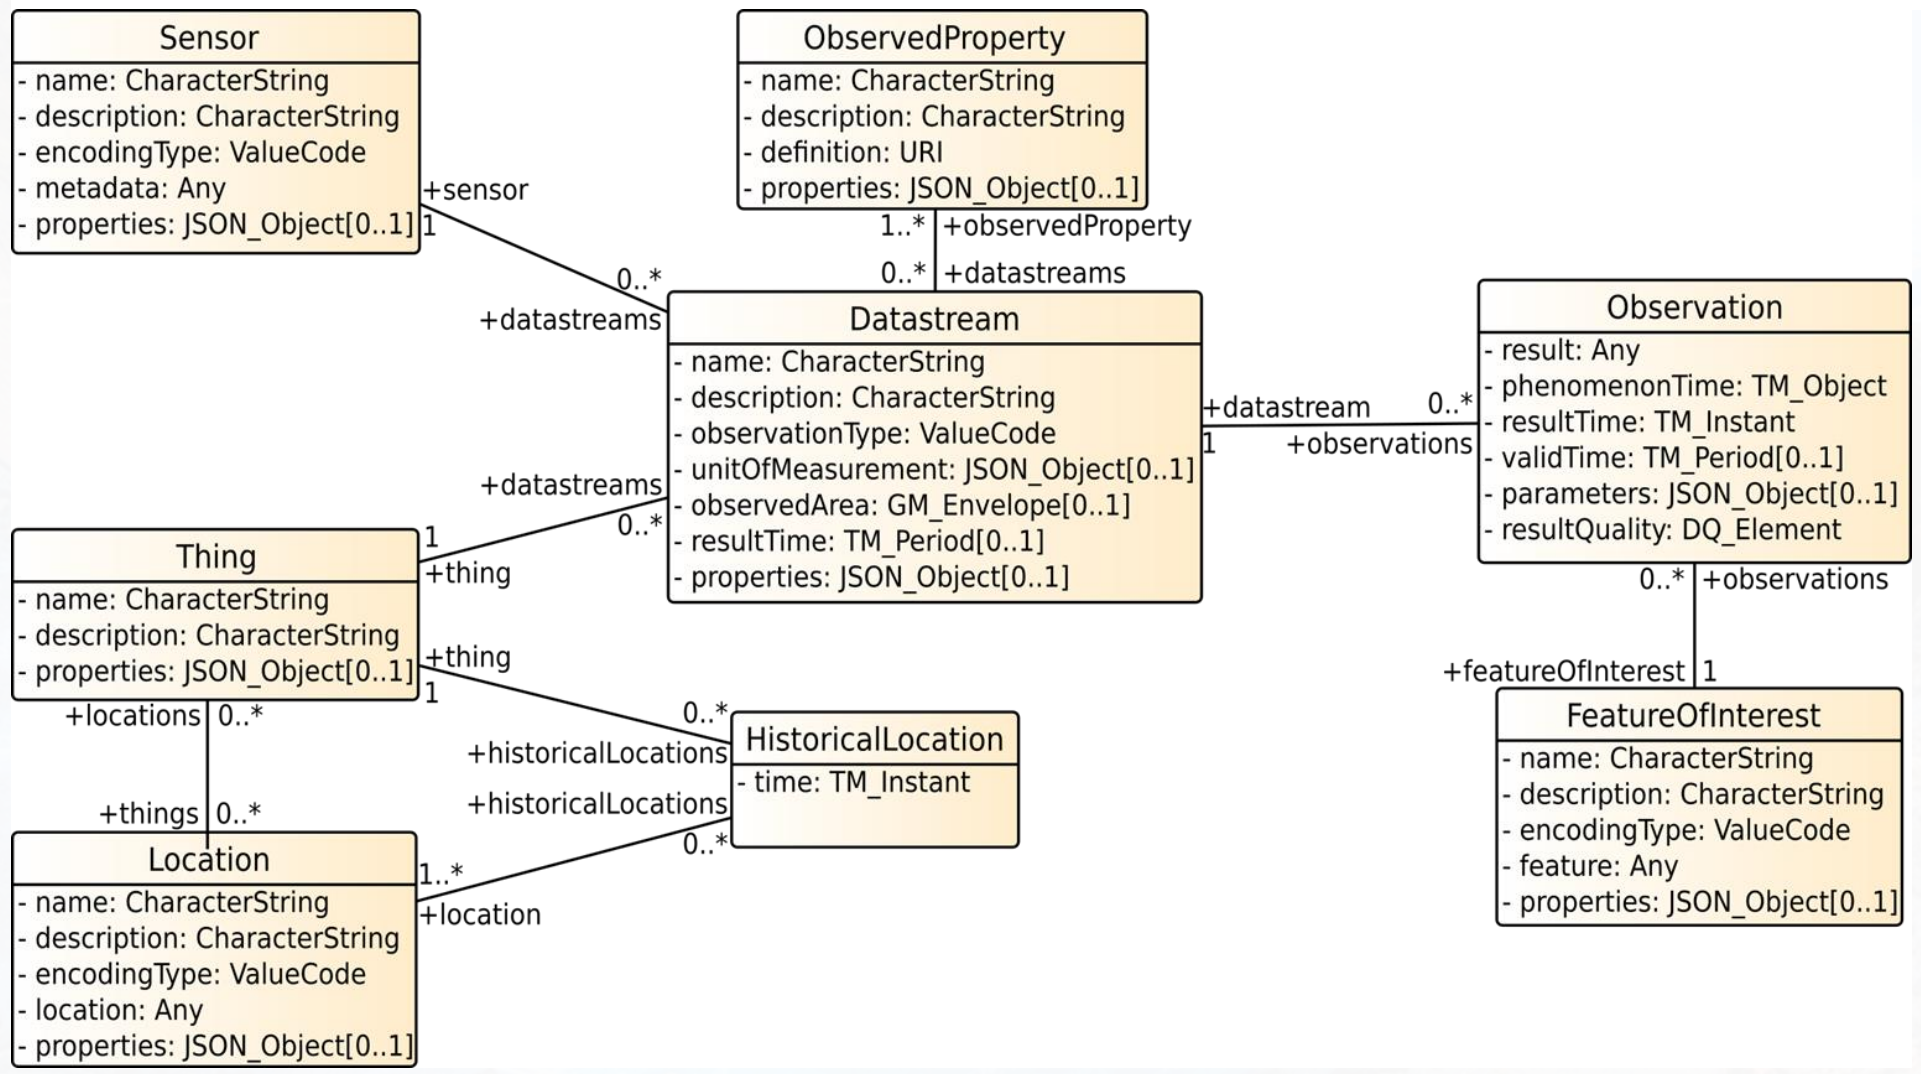 Sensor
- name: CharacterString
- description: CharacterString
- encodingType: ValueCode
- metadata: Any
- properties: JSON_Object[0..1]
+sensor
1
0..*
+datastreams
ObservedProperty
- name: CharacterString
- description: CharacterString
- definition: URI
- properties: JSON_Object[0..1]
1..* +observedProperty
0..* +datastreams
Datastream
- name: CharacterString
- description: CharacterString
- observationType: ValueCode
- unitOfMeasurement: JSON_Object[0..1]
- observedArea: GM_Envelope[0..1]
- resultTime: TM_Period[0..1]
- properties: JSON_Object[0..1]
+datastream 0..*
1 +observations
Observation
- result: Any
- phenomenonTime: TM_Object
- resultTime: TM_Instant
- validTime: TM_Period[0..1]
- parameters: JSON_Object[0..1]
- resultQuality: DQ_Element
0..* +observations
+featureOfInterest 1
FeatureOfInterest
- name: CharacterString
- description: CharacterString
- encodingType: ValueCode
- feature: Any
- properties: JSON_Object[0..1]
+datastreams
0..*
1
+thing
Thing
- name: CharacterString
- description: CharacterString
- properties: JSON_Object[0..1]
+thing
1
0..*
+historicalLocations
HistoricalLocation
- time: TM_Instant
+historicalLocations
0..*
+locations 0..*
+things 0..*
1..*
+location
Location
- name: CharacterString
- description: CharacterString
- encodingType: ValueCode
- location: Any
- properties: JSON_Object[0..1]